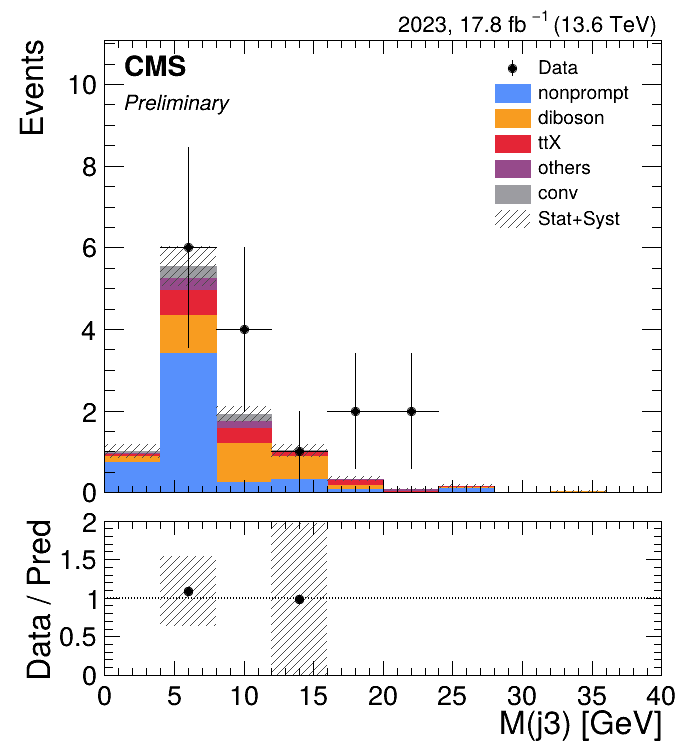 2023, 17.8 fb⁻¹ (13.6 TeV)
CMS
Preliminary
Events
10
8
6
4
2
0
Data
nonprompt
diboson
ttX
others
conv
Stat+Syst
Data / Pred
2
1.5
1
0.5
0
0 5 10 15 20 25 30 35 40
M(j3) [GeV]